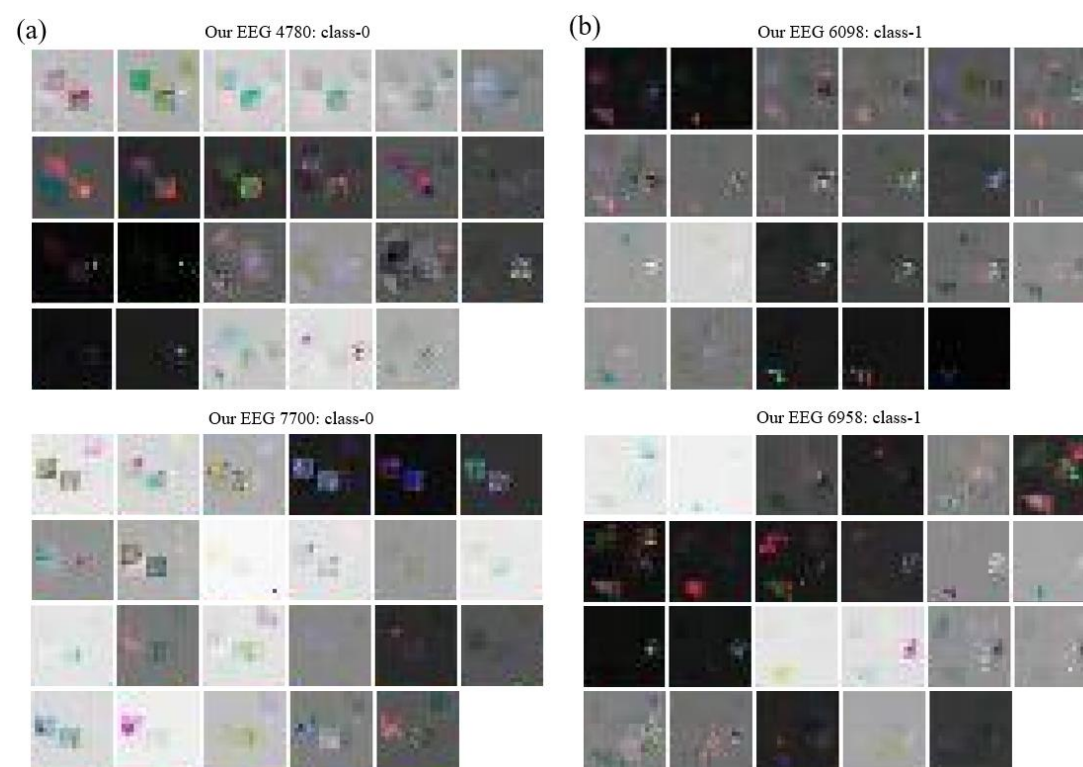 (a)
Our EEG 4780: class-0
Our EEG 7700: class-0
(b)
Our EEG 6098: class-1
Our EEG 6958: class-1